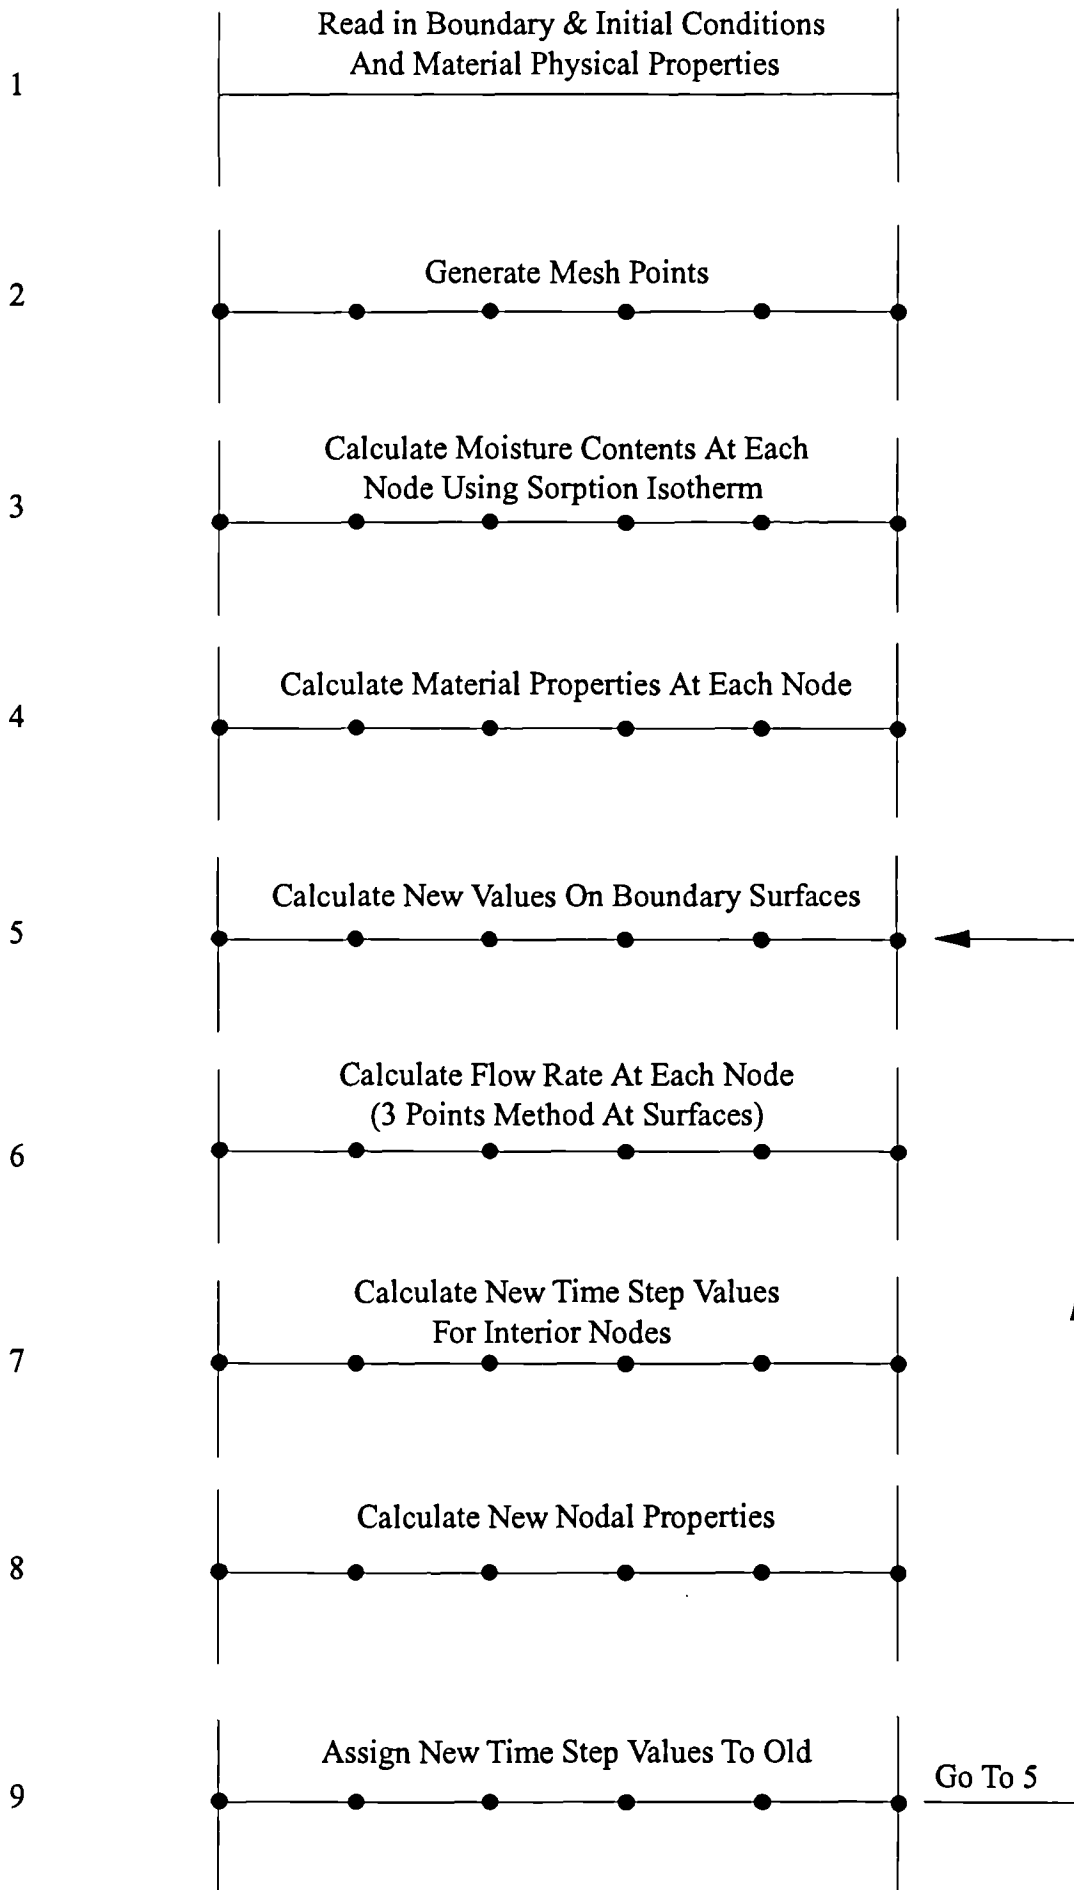 Read in Boundary & Initial Conditions
And Material Physical Properties
1
Generate Mesh Points
2
Calculate Moisture Contents At Each
Node Using Sorption Isotherm
3
Calculate Material Properties At Each Node
4
Calculate New Values On Boundary Surfaces
5
Calculate Flow Rate At Each Node
(3 Points Method At Surfaces)
6
Calculate New Time Step Values
For Interior Nodes
7
Calculate New Nodal Properties
8
Assign New Time Step Values To Old
Go To 5
9